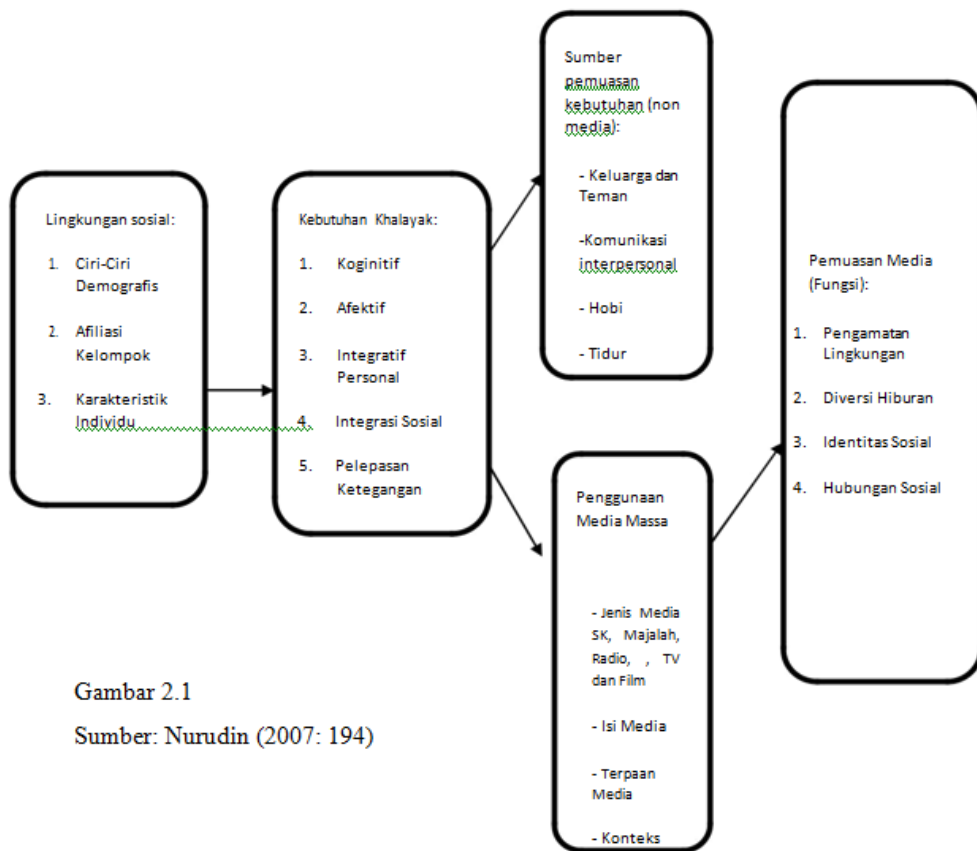 Lingkungan sosial:
1. Ciri-Ciri
Demografis
2. Afiliasi
Kelompok
3. Karakteristik
Individu
Kebutuhan Khalayak:
1. Koginitif
2. Afektif
3. Integratif
Personal
4. Integrasi Sosial
5. Pelepasan
Ketegangan
Sumber
pemuasan
kebutuhan (non
media):
- Keluarga dan
Teman
-Komunikasi
interpersonal
- Hobi
- Tidur
Penggunaan
Media Massa
- Jenis Media
SK, Majalah,
Radio, , TV
dan Film
- Isi Media
- Terpaan
Media
- Konteks
Pemuasan Media
(Fungsi):
1. Pengamatan
Lingkungan
2. Diversi Hiburan
3. Identitas Sosial
4. Hubungan Sosial
Gambar 2.1
Sumber: Nurudin (2007: 194)